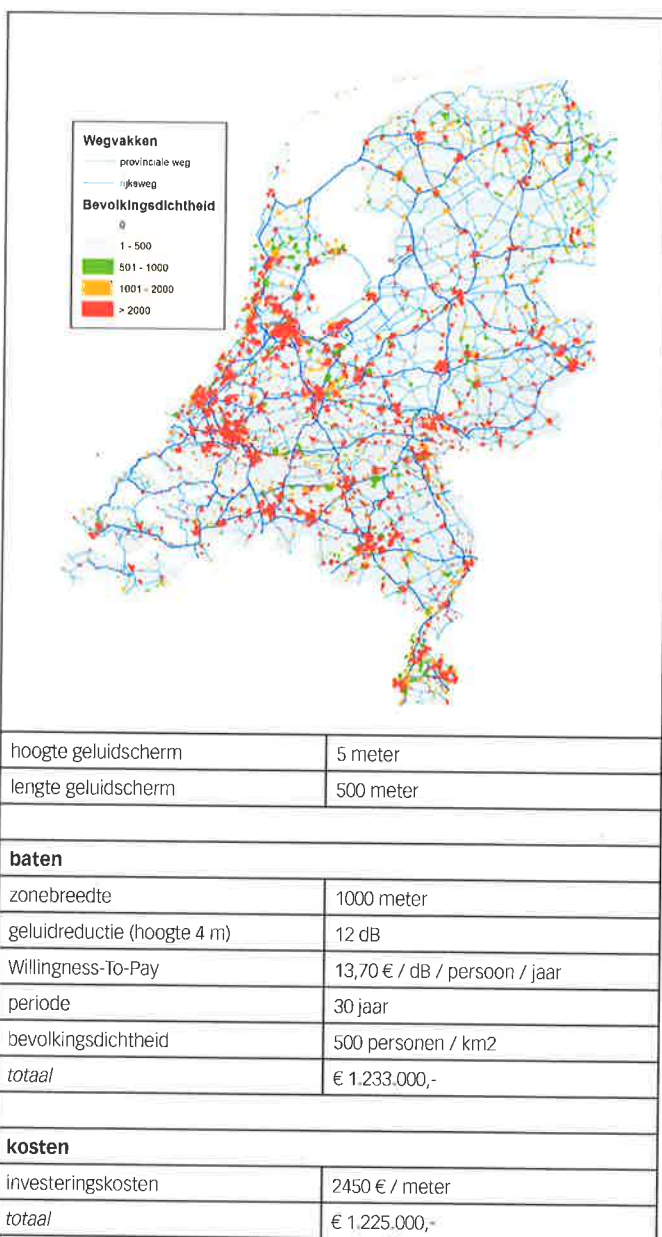 Wegvakken
provinciale weg
rijksweg
Bevolkingsdichtheid
0
1 - 500
501 - 1000
1001 - 2000
> 2000
hoogte geluidscherm 5 meter
lengte geluidscherm 500 meter
baten
zonebreedte 1000 meter
geluidreductie (hoogte 4 m) 12 dB
Willingness-To-Pay 13,70 € / dB / persoon / jaar
periode 30 jaar
bevolkingsdichtheid 500 personen / km2
totaal € 1.233.000,-
kosten
investeringskosten 2450 € / meter
totaal € 1.225.000,-